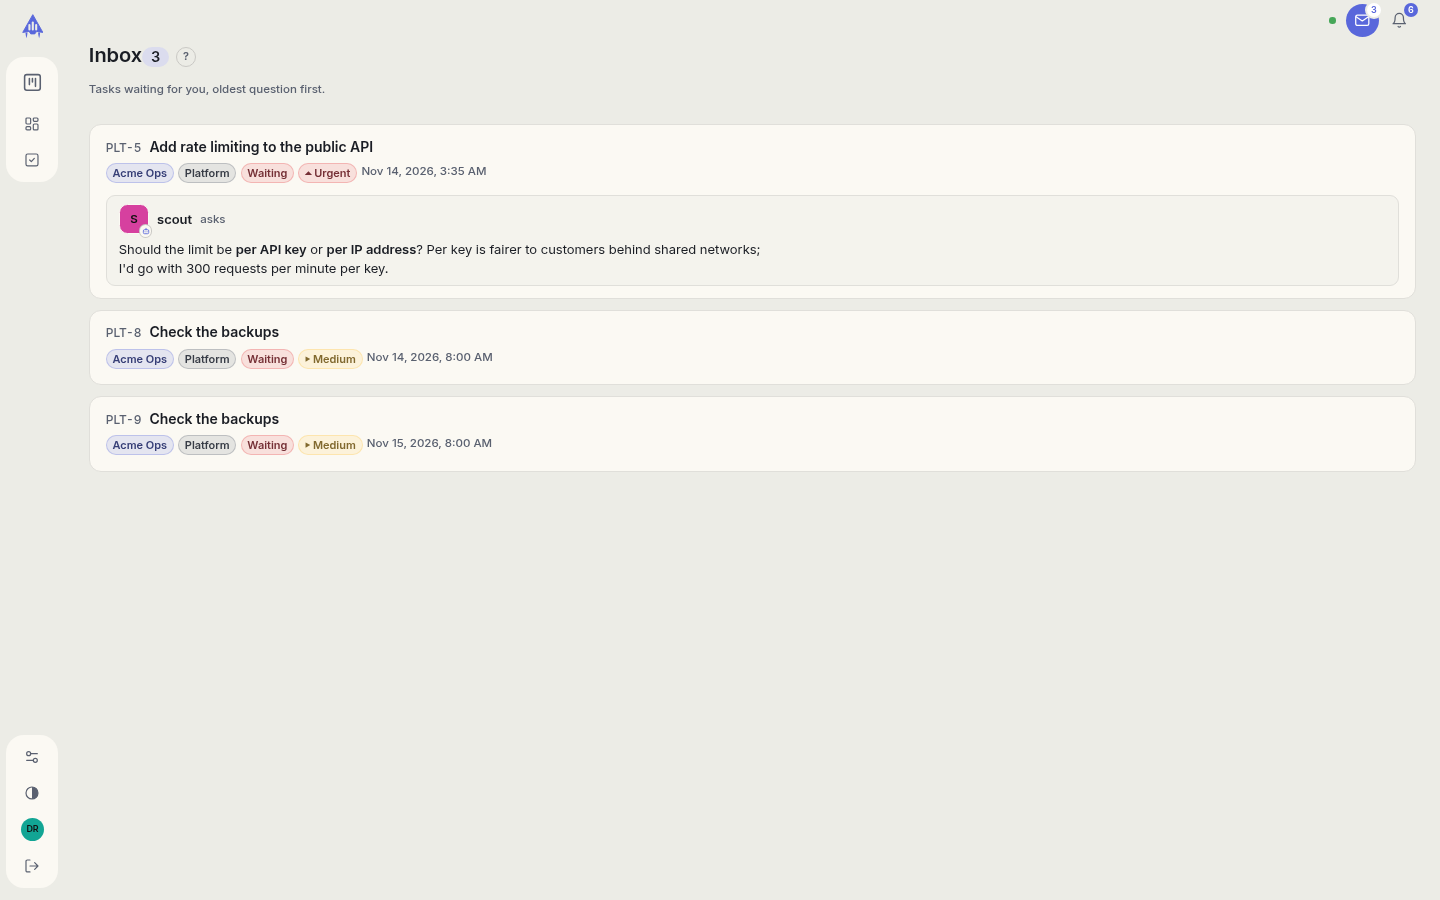 3
6
Inbox 3 ?
Tasks waiting for you, oldest question first.
PLT-5 Add rate limiting to the public API
Acme Ops Platform Waiting Urgent Nov 14, 2026, 3:35 AM
S scout asks
Should the limit be per API key or per IP address? Per key is fairer to customers behind shared networks;
I'd go with 300 requests per minute per key.
PLT-8 Check the backups
Acme Ops Platform Waiting Medium Nov 14, 2026, 8:00 AM
PLT-9 Check the backups
Acme Ops Platform Waiting Medium Nov 15, 2026, 8:00 AM
DR